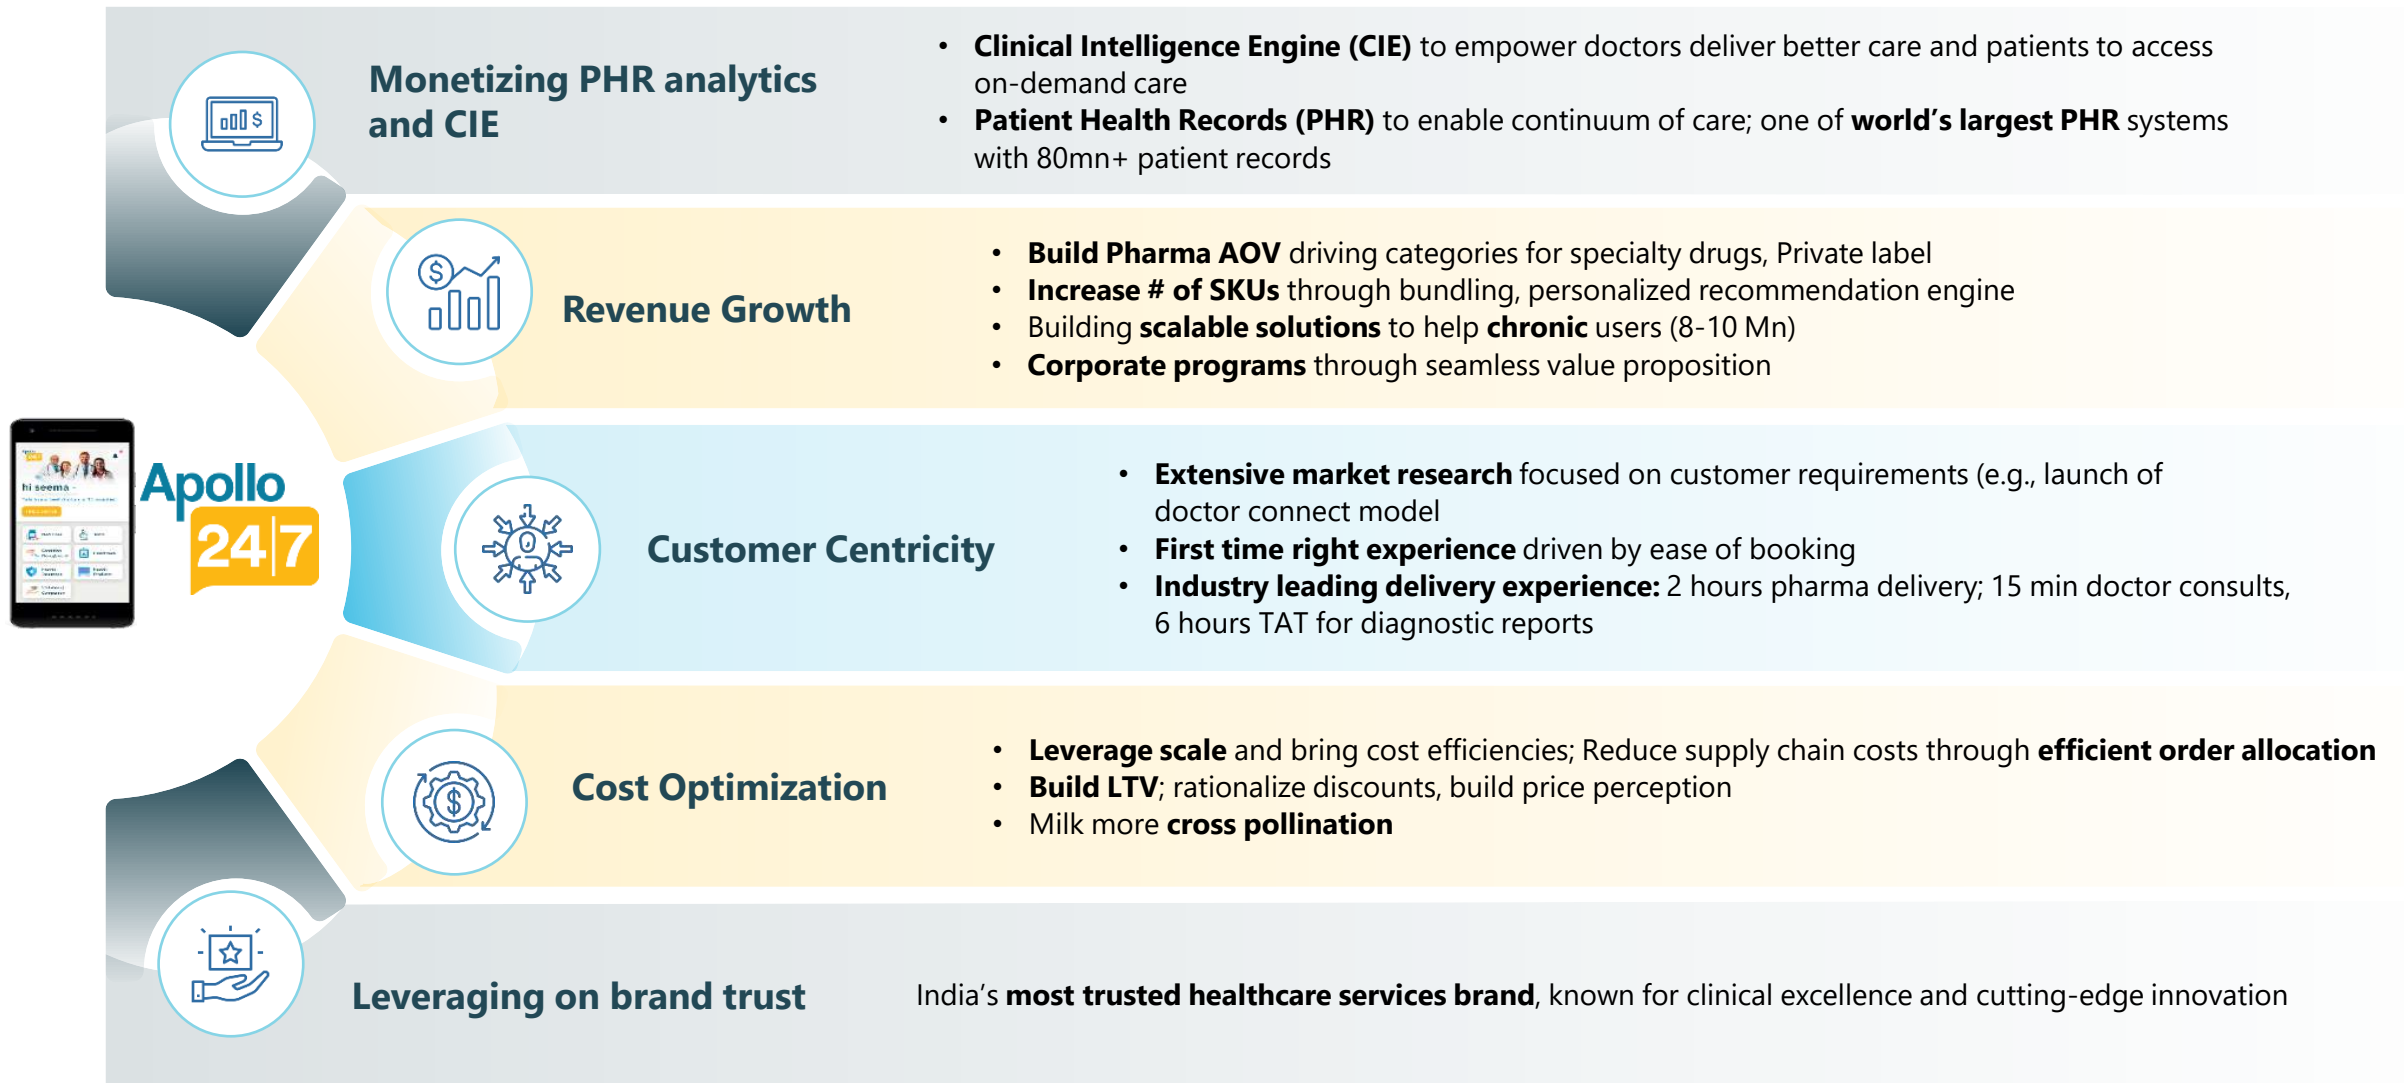 Monetizing PHR analytics
and CIE
• Clinical Intelligence Engine (CIE) to empower doctors deliver better care and patients to access
on-demand care
• Patient Health Records (PHR) to enable continuum of care; one of world’s largest PHR systems
with 80mn+ patient records
Revenue Growth
• Build Pharma AOV driving categories for specialty drugs, Private label
• Increase # of SKUs through bundling, personalized recommendation engine
• Building scalable solutions to help chronic users (8-10 Mn)
• Corporate programs through seamless value proposition
hi seema
Apollo
24|7
Customer Centricity
• Extensive market research focused on customer requirements (e.g., launch of
doctor connect model
• First time right experience driven by ease of booking
• Industry leading delivery experience: 2 hours pharma delivery; 15 min doctor consults,
6 hours TAT for diagnostic reports
Cost Optimization
• Leverage scale and bring cost efficiencies; Reduce supply chain costs through efficient order allocation
• Build LTV; rationalize discounts, build price perception
• Milk more cross pollination
Leveraging on brand trust
India’s most trusted healthcare services brand, known for clinical excellence and cutting-edge innovation